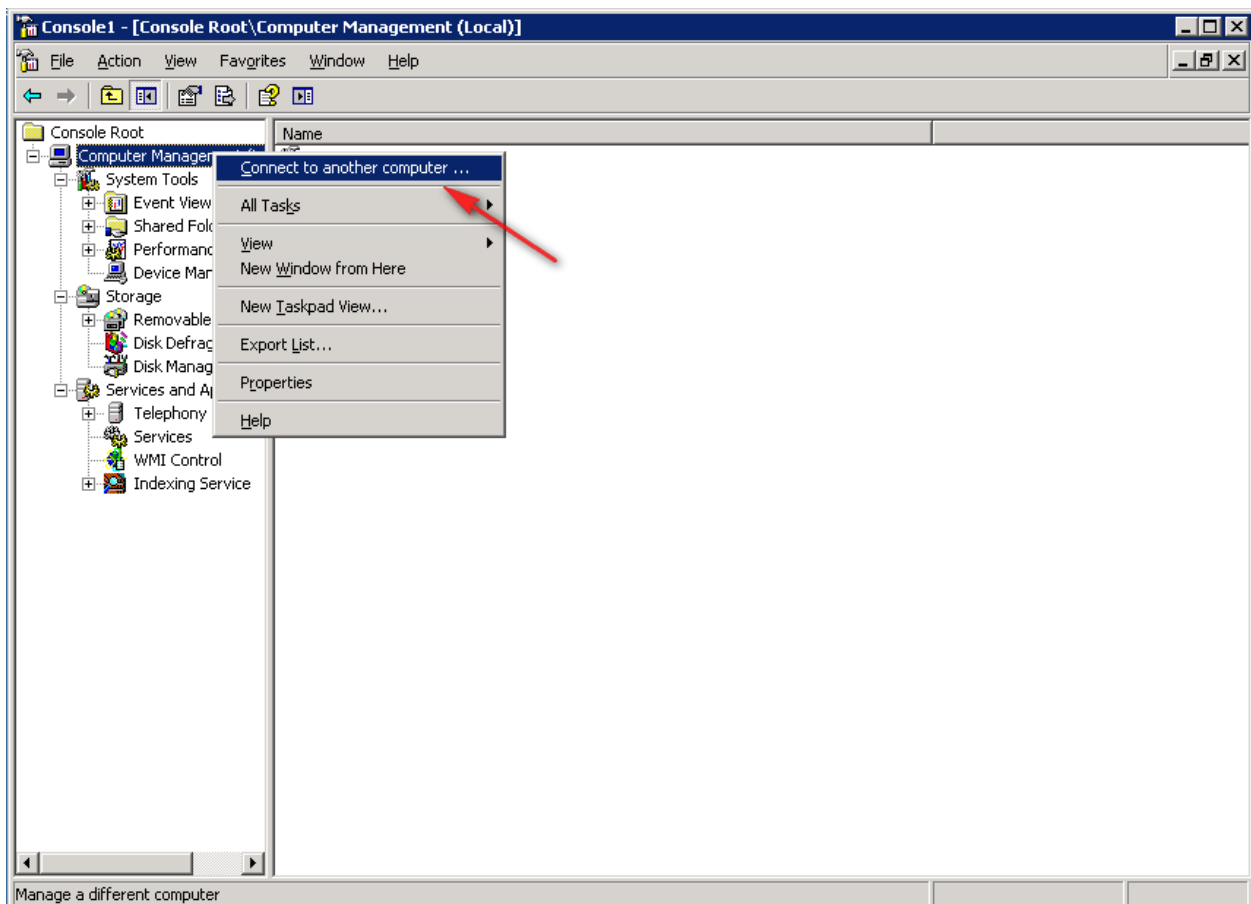 Console1 - [Console Root\Computer Management (Local)]
File Action View Favorites Window Help
Console Root
Name
Computer Manager
Connect to another computer ...
System Tools
Event View
All Tasks
Shared Fold
Performanc
View
Device Mar
New Window from Here
Storage
New Taskpad View...
Removable
Disk Defrag
Export List...
Disk Manag
Properties
Services and Ap
Telephony
Help
Services
WMI Control
Indexing Service
Manage a different computer